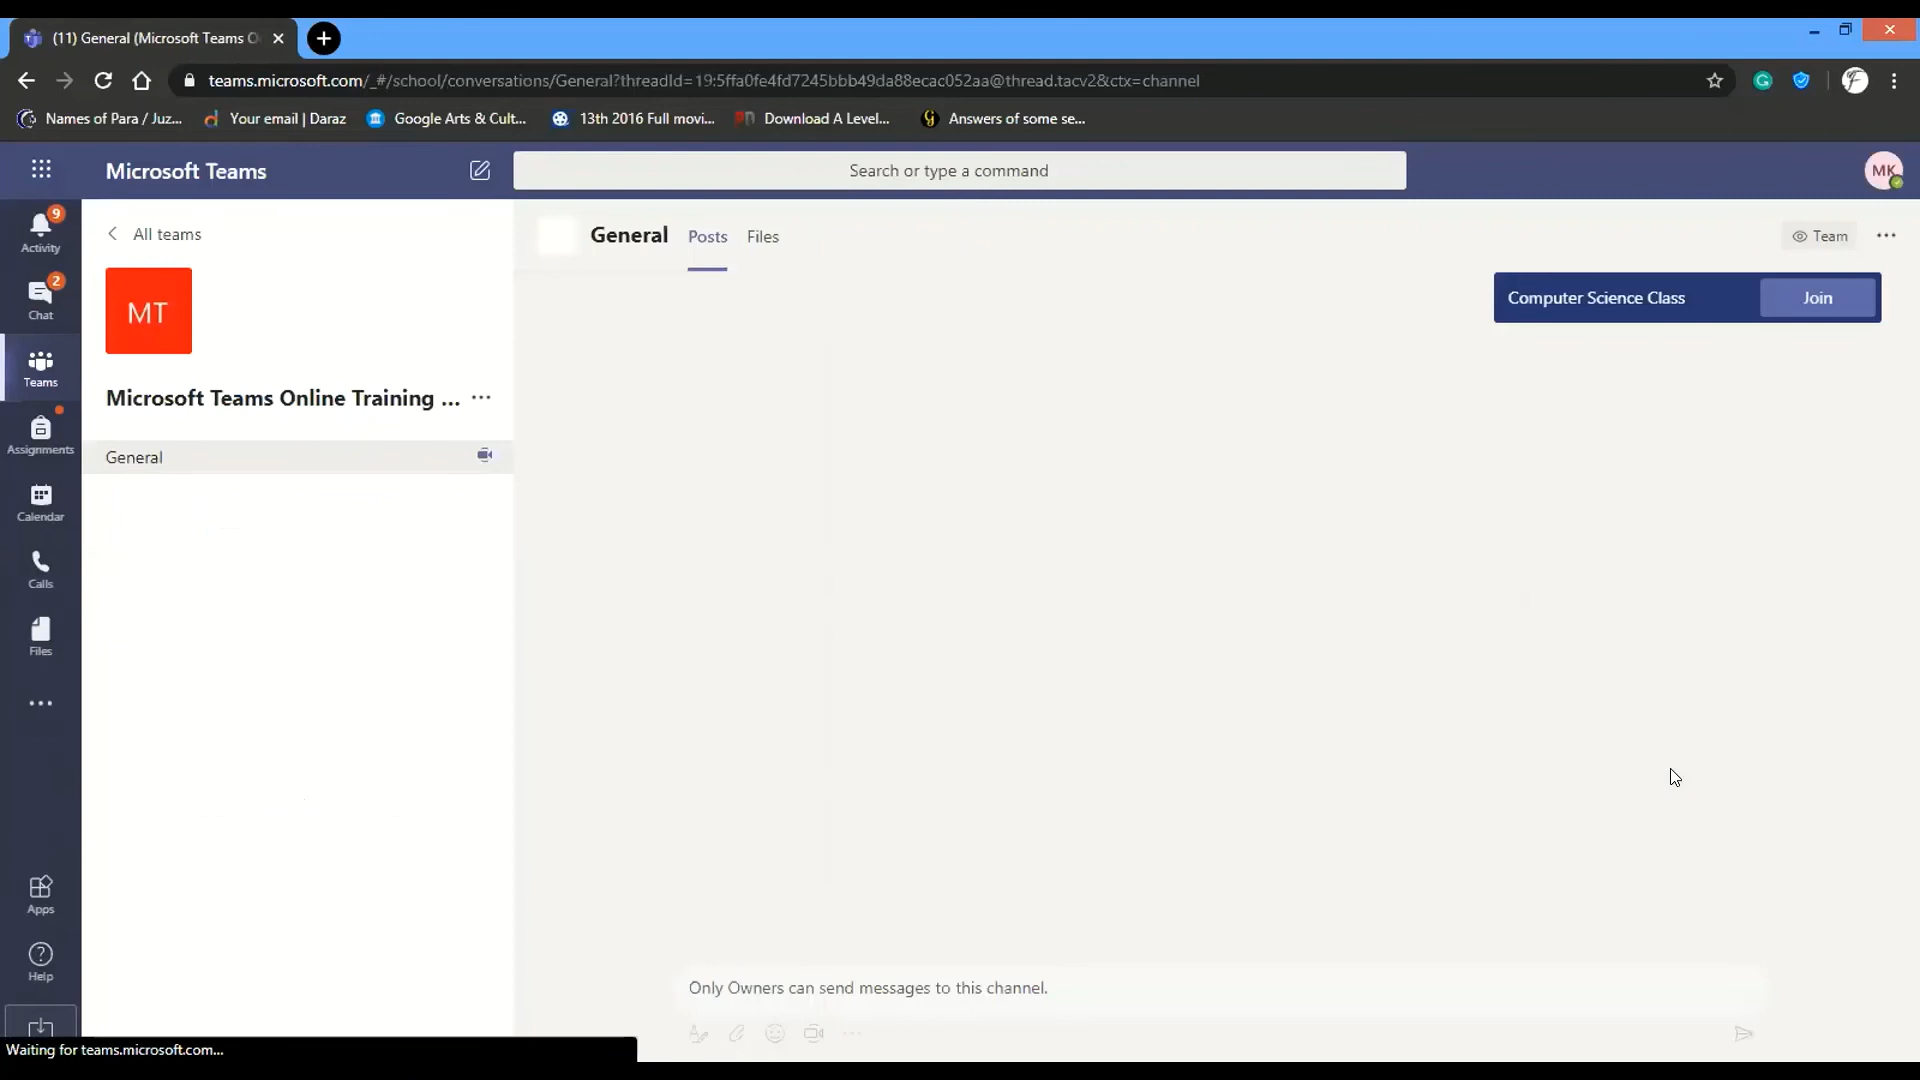 (11) General (Microsoft Teams O
teams.microsoft.com/_#/school/conversations/General?threadId=19:5ffa0fe4fd7245bbb49da88ecac052aa@thread.tacv2&ctx=channel
Names of Para / Juz... Your email | Daraz Google Arts & Cult... 13th 2016 Full movi... Download A Level... Answers of some se...
Microsoft Teams
Search or type a command
MK
9
Activity
2
Chat
Teams
Assignments
Calendar
Calls
Files
Apps
Help
All teams
MT
Microsoft Teams Online Training ...
General
General Posts Files
Team
Computer Science Class Join
Only Owners can send messages to this channel.
Waiting for teams.microsoft.com...